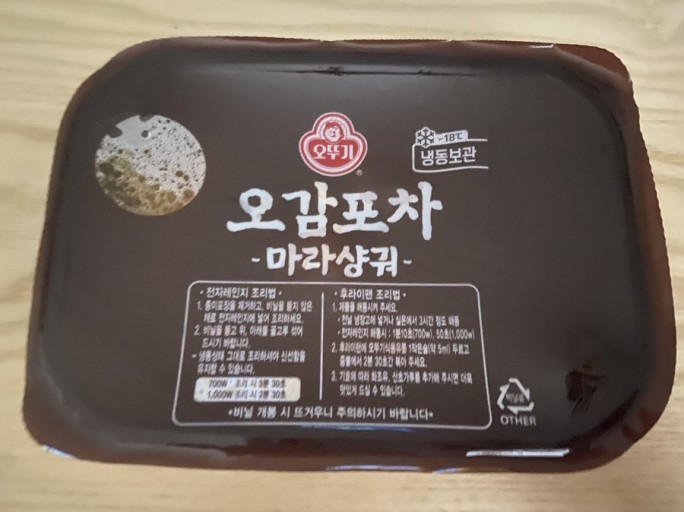 오뚜기
-18℃
냉동보관
오감포차
-마라샹궈-
• 전자레인지 조리법 •
1. 종이포장을 제거하고, 비닐을 뜯지 않은
채로 전자레인지에 넣어 조리하세요.
2. 비닐을 뜯고 위, 아래를 골고루 섞어
드시기 바랍니다.
- 냉동상태 그대로 조리하셔야 신선함을
유지할 수 있습니다.
700W : 조리 시 3분 30초
1,000W 조리 시 2분 30초
• 후라이팬 조리법 •
1. 제품을 해동시켜 주세요.
• 전날 냉장고에 넣거나 실온에서 3시간 정도 해동
• 전자레인지 해동시 : 1분10초(700w), 50초(1,000w)
2. 후라이팬에 오뚜기식용유를 1작은술(약 5ml) 두르고
중불에서 2분 30초간 볶아 주세요.
3. 기호에 따라 화조유, 산초가루를 추가해 주시면 더욱
맛있게 드실 수 있습니다.
•비닐 개봉 시 뜨거우니 주의하시기 바랍니다•
비닐류
OTHER